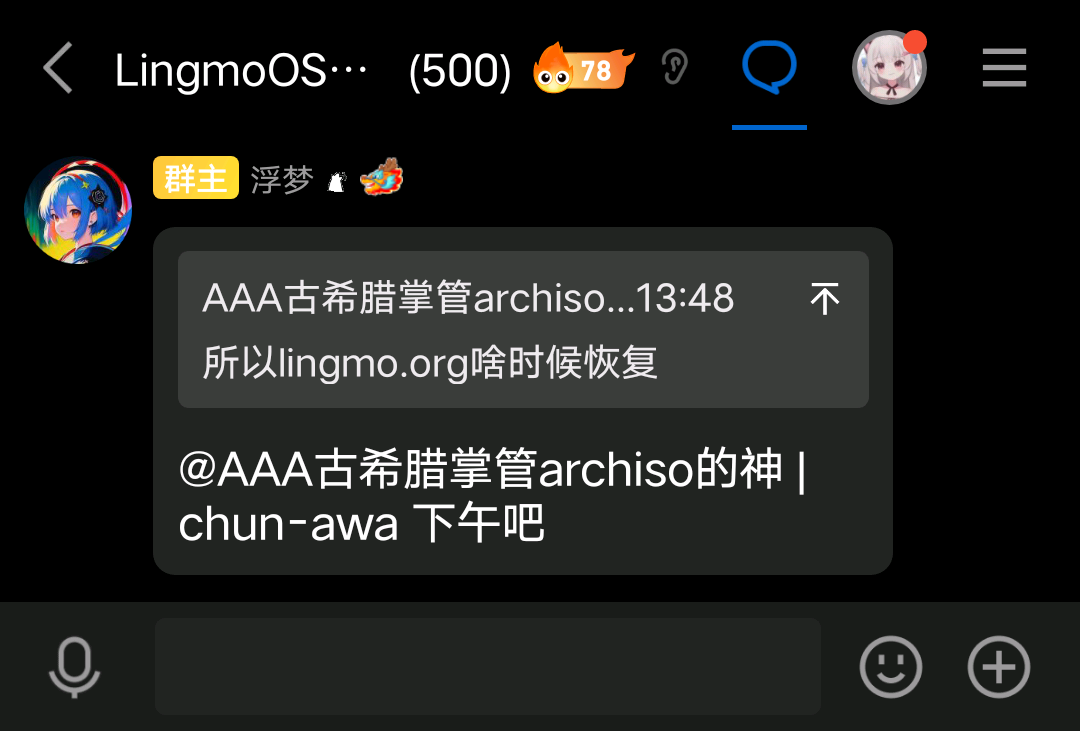 LingmoOS… (500) 78
群主 浮梦
AAA古希腊掌管archiso...13:48
所以lingmo.org啥时候恢复
@AAA古希腊掌管archiso的神 |
chun-awa 下午吧